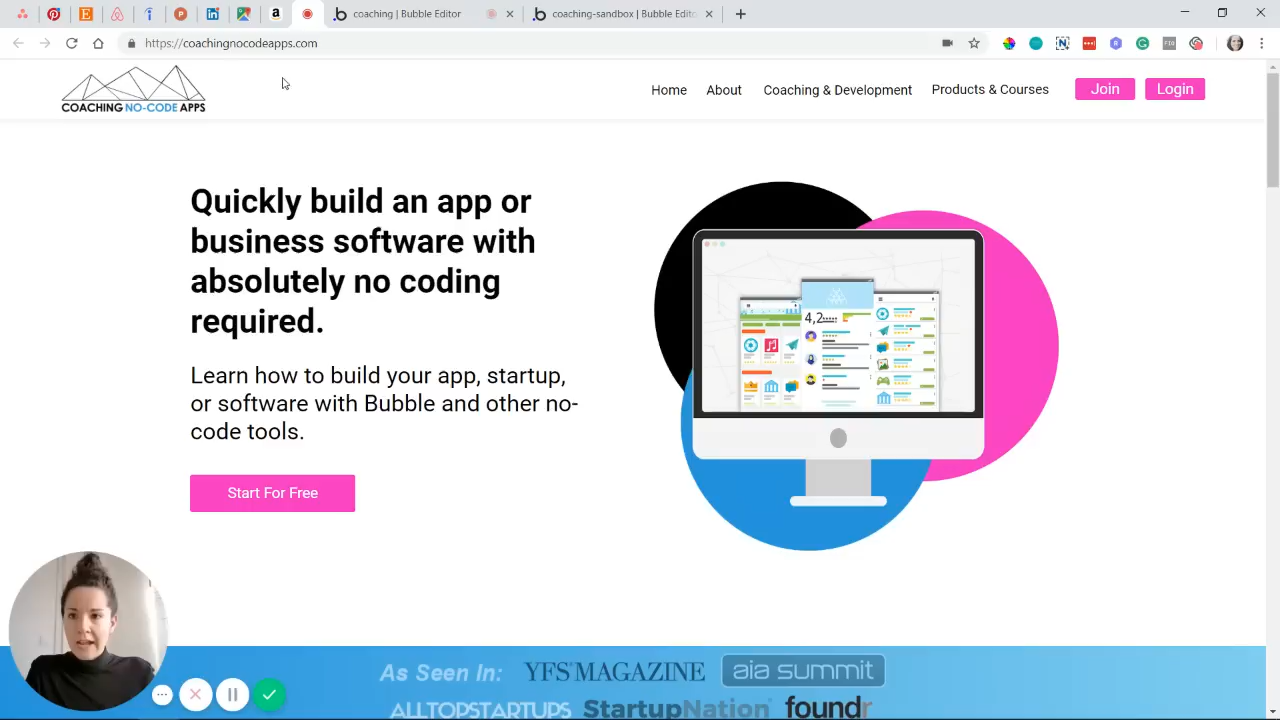 coaching | Bubble Editor
coaching-sandbox | Bubble Edito
https://coachingnocodeapps.com
COACHING NO-CODE APPS
Home
About
Coaching & Development
Products & Courses
Join
Login
Quickly build an app or
business software with
absolutely no coding
required.
Learn how to build your app, startup,
or software with Bubble and other no-
code tools.
4,2
Start For Free
As Seen In:
YFS MAGAZINE
aia summit
ALLTOPSTARTUPS
StartupNation
foundr